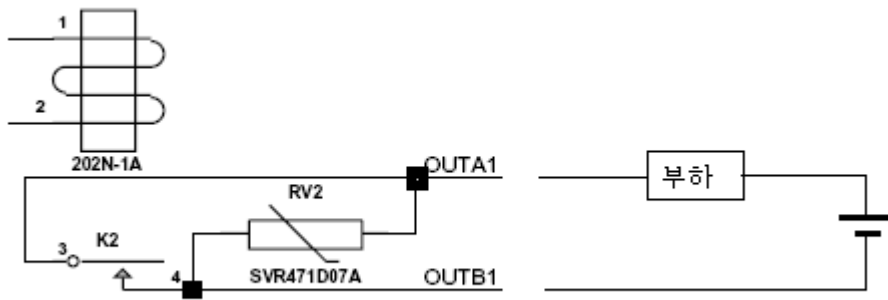 1
2
202N-1A
OUTA1
부하
RV2
3
K2
4
SVR471D07A
OUTB1